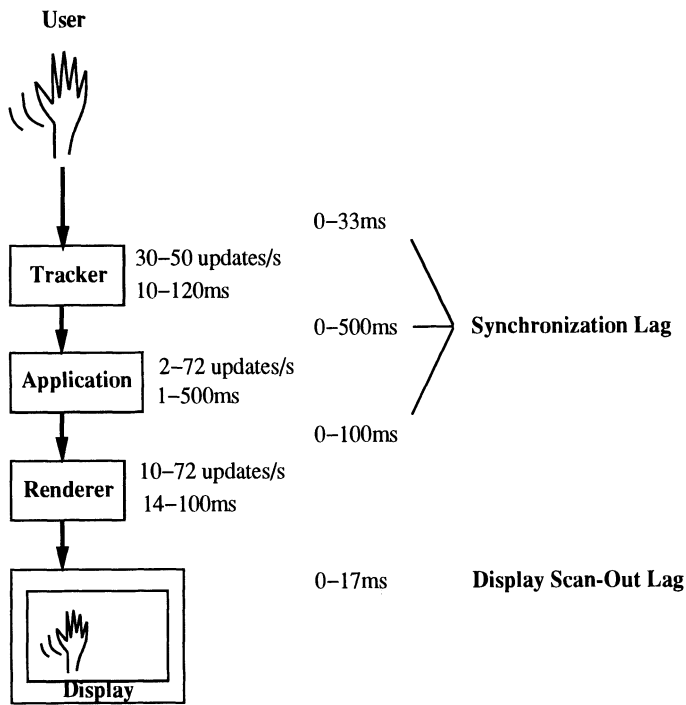 User
0–33ms
30–50 updates/s
Tracker
10–120ms
0–500ms
Synchronization Lag
2–72 updates/s
Application
1–500ms
0–100ms
10–72 updates/s
Renderer
14–100ms
0–17ms
Display Scan-Out Lag
Display